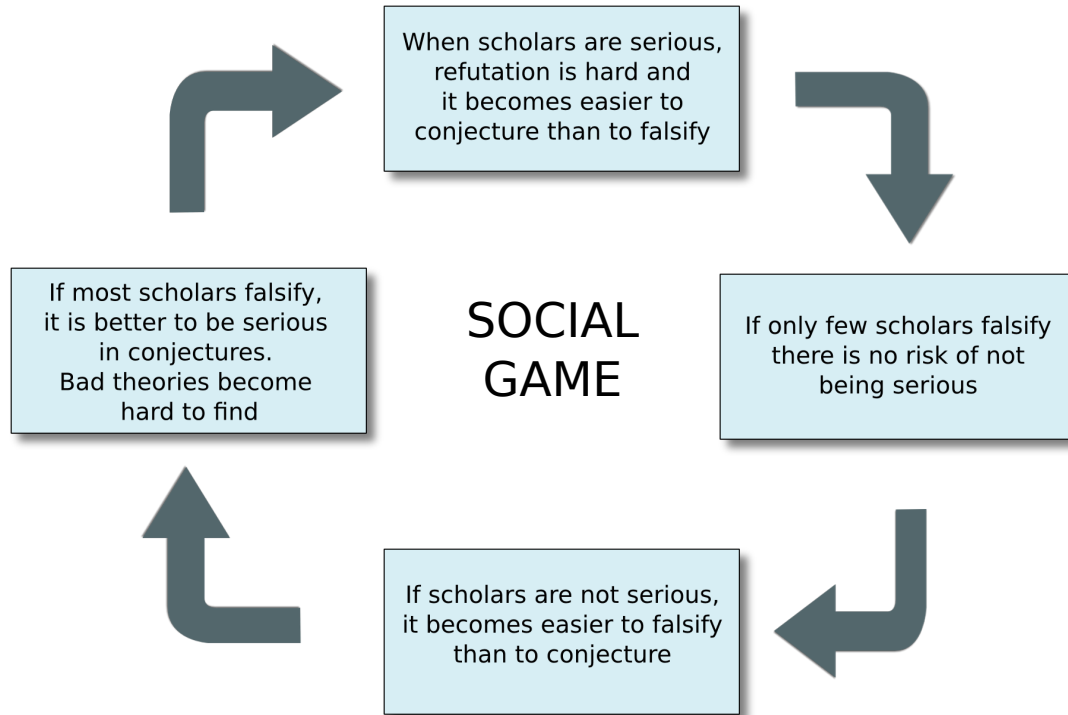 When scholars are serious,
refutation is hard and
it becomes easier to
conjecture than to falsify
If most scholars falsify,
it is better to be serious
in conjectures.
Bad theories become
hard to find
SOCIAL
GAME
If only few scholars falsify
there is no risk of not
being serious
If scholars are not serious,
it becomes easier to falsify
than to conjecture